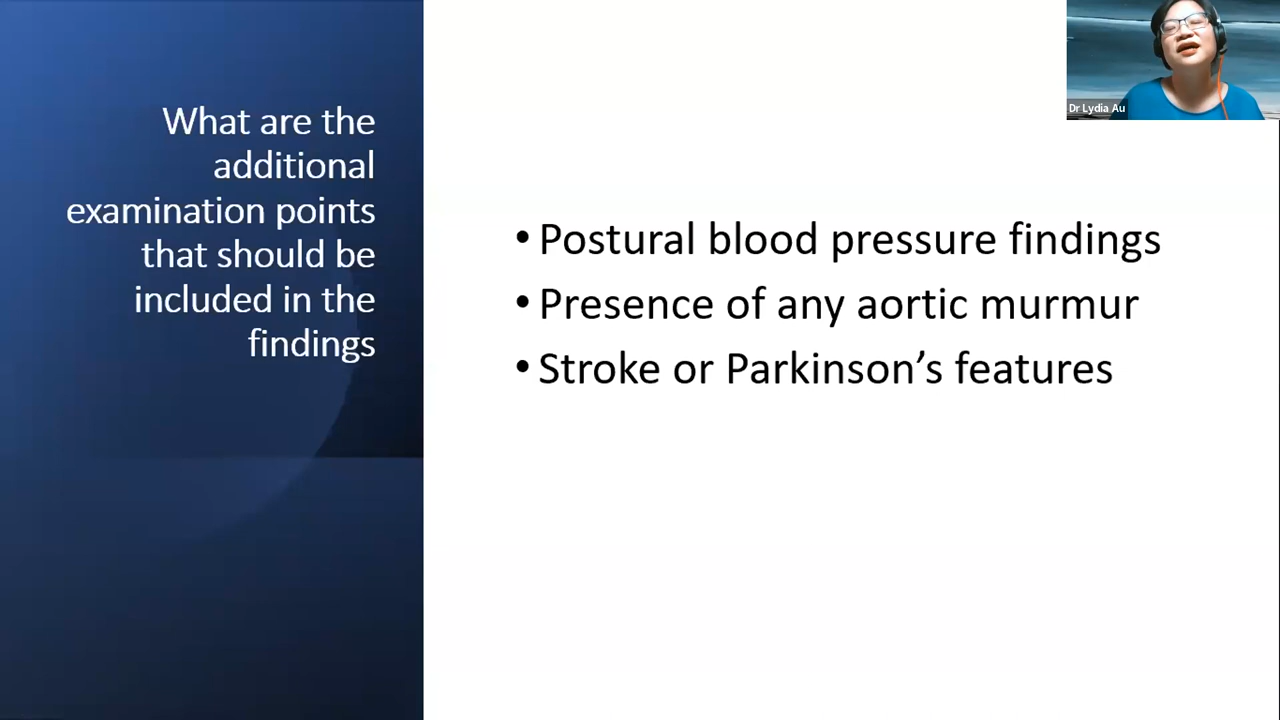 What are the
additional
examination points
that should be
included in the
findings
• Postural blood pressure findings
• Presence of any aortic murmur
• Stroke or Parkinson’s features
Dr Lydia Au